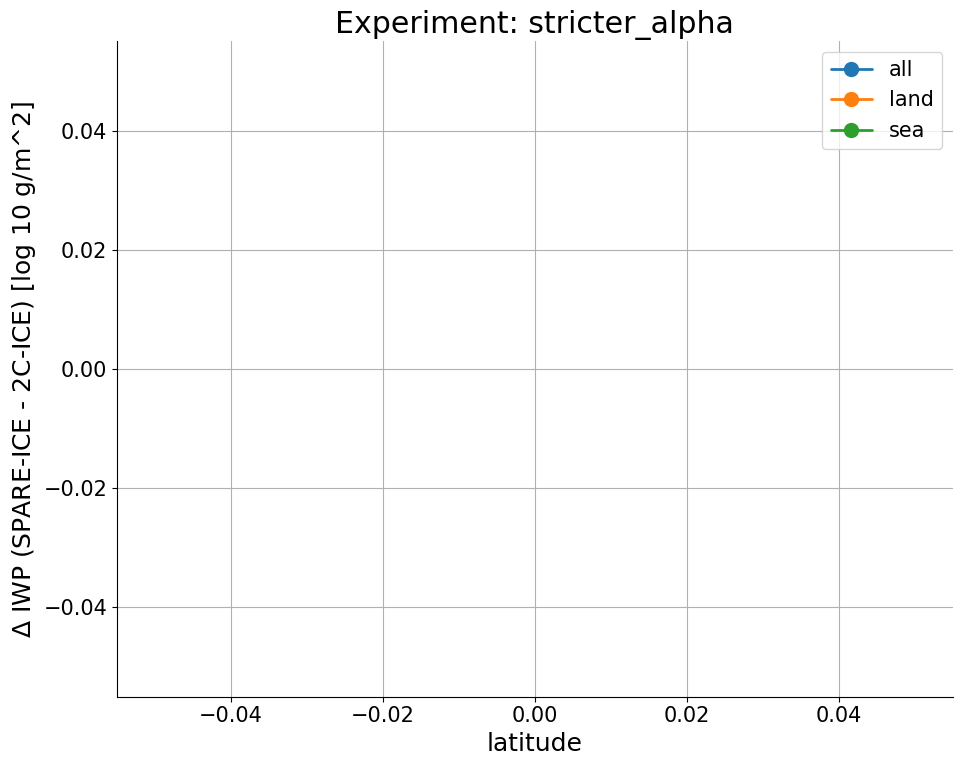 Experiment: stricter_alpha
all
land
sea
Δ IWP (SPARE-ICE - 2C-ICE) [log 10 g/m^2]
0.04
0.02
0.00
−0.02
−0.04
−0.04
−0.02
0.00
0.02
0.04
latitude